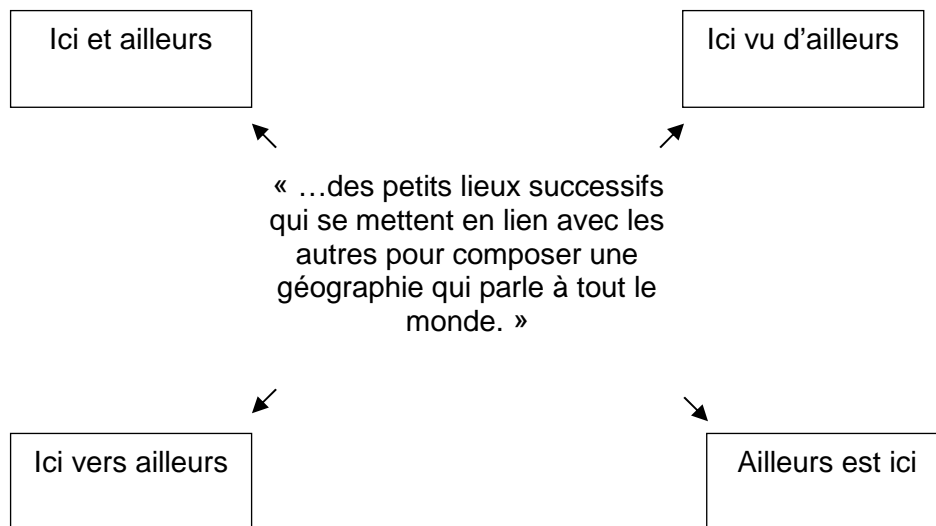 Ici et ailleurs
Ici vu d'ailleurs
« …des petits lieux successifs
qui se mettent en lien avec les
autres pour composer une
géographie qui parle à tout le
monde. »
Ici vers ailleurs
Ailleurs est ici